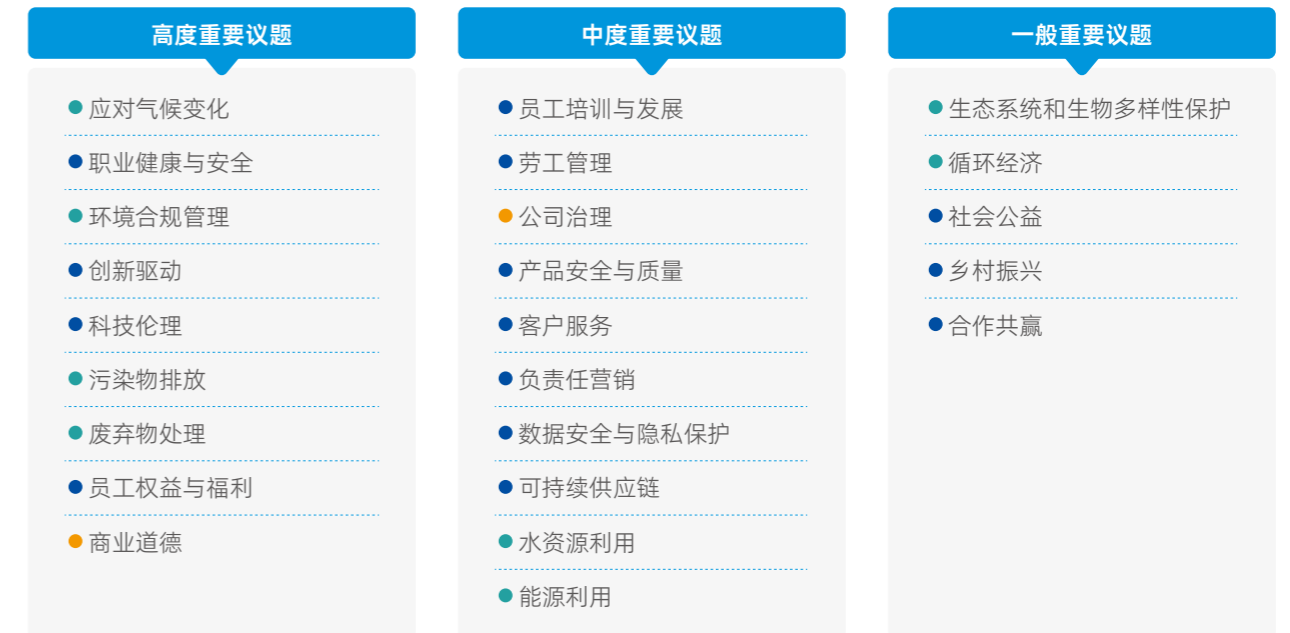 高度重要议题
应对气候变化
职业健康与安全
环境合规管理
创新驱动
科技伦理
污染物排放
废弃物处理
员工权益与福利
商业道德
中度重要议题
员工培训与发展
劳工管理
公司治理
产品安全与质量
客户服务
负责任营销
数据安全与隐私保护
可持续供应链
水资源利用
能源利用
一般重要议题
生态系统和生物多样性保护
循环经济
社会公益
乡村振兴
合作共赢